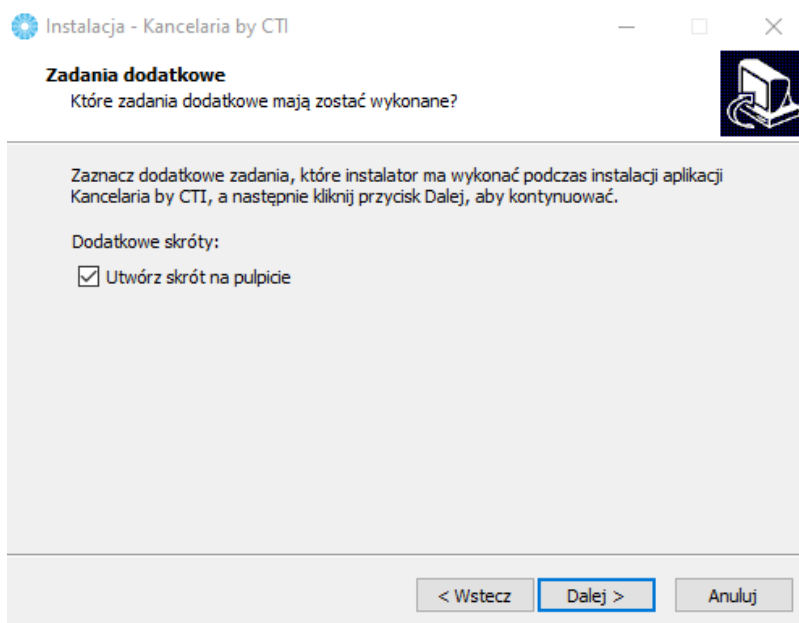 Instalacja - Kancelaria by CTI
Zadania dodatkowe
Które zadania dodatkowe mają zostać wykonane?
Zaznacz dodatkowe zadania, które instalator ma wykonać podczas instalacji aplikacji
Kancelaria by CTI, a następnie kliknij przycisk Dalej, aby kontynuować.
Dodatkowe skróty:
Utwórz skrót na pulpicie
< Wstecz Dalej > Anuluj